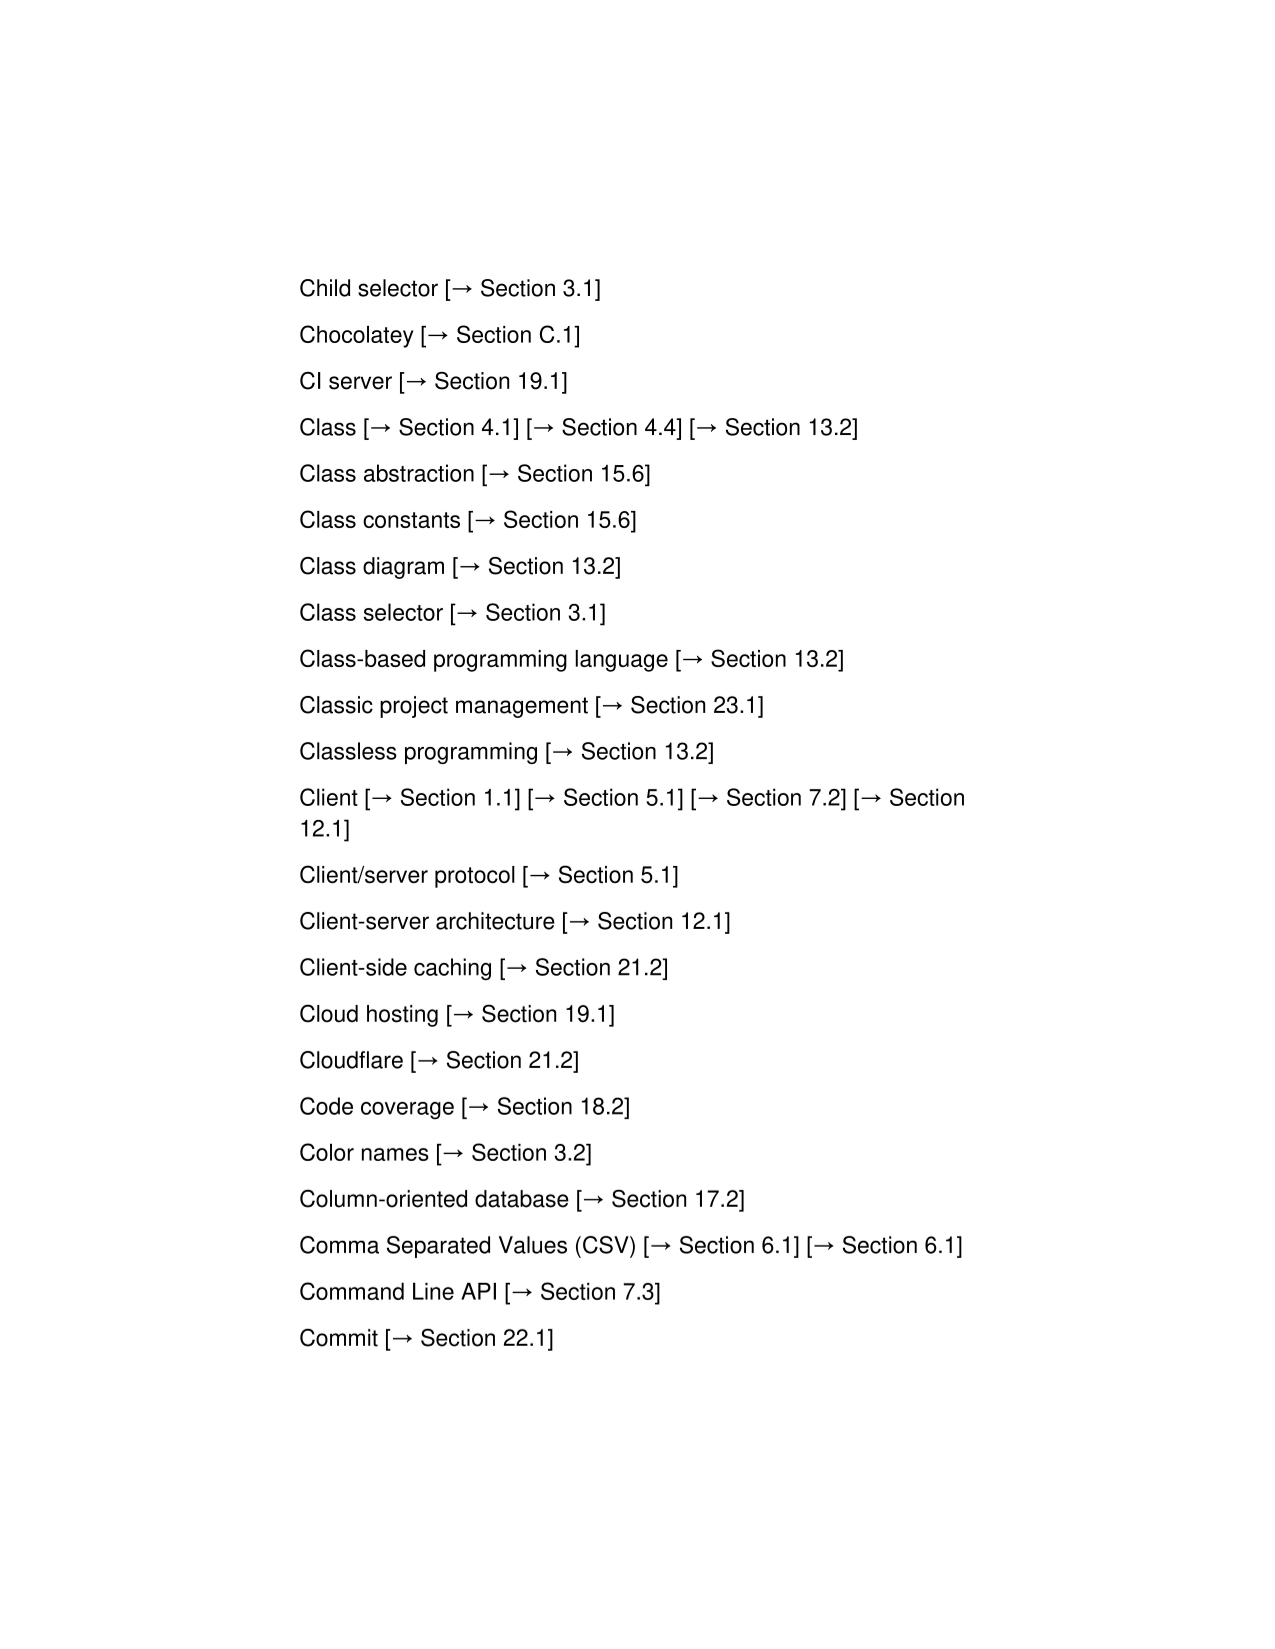 Child selector [→ Section 3.1]
Chocolatey [→ Section C.1]
CI server [→ Section 19.1]
Class [→ Section 4.1] [→ Section 4.4] [→ Section 13.2]
Class abstraction [→ Section 15.6]
Class constants [→ Section 15.6]
Class diagram [→ Section 13.2]
Class selector [→ Section 3.1]
Class-based programming language [→ Section 13.2]
Classic project management [→ Section 23.1]
Classless programming [→ Section 13.2]
Client [→ Section 1.1] [→ Section 5.1] [→ Section 7.2] [→ Section
12.1]
Client/server protocol [→ Section 5.1]
Client-server architecture [→ Section 12.1]
Client-side caching [→ Section 21.2]
Cloud hosting [→ Section 19.1]
Cloudflare [→ Section 21.2]
Code coverage [→ Section 18.2]
Color names [→ Section 3.2]
Column-oriented database [→ Section 17.2]
Comma Separated Values (CSV) [→ Section 6.1] [→ Section 6.1]
Command Line API [→ Section 7.3]
Commit [→ Section 22.1]